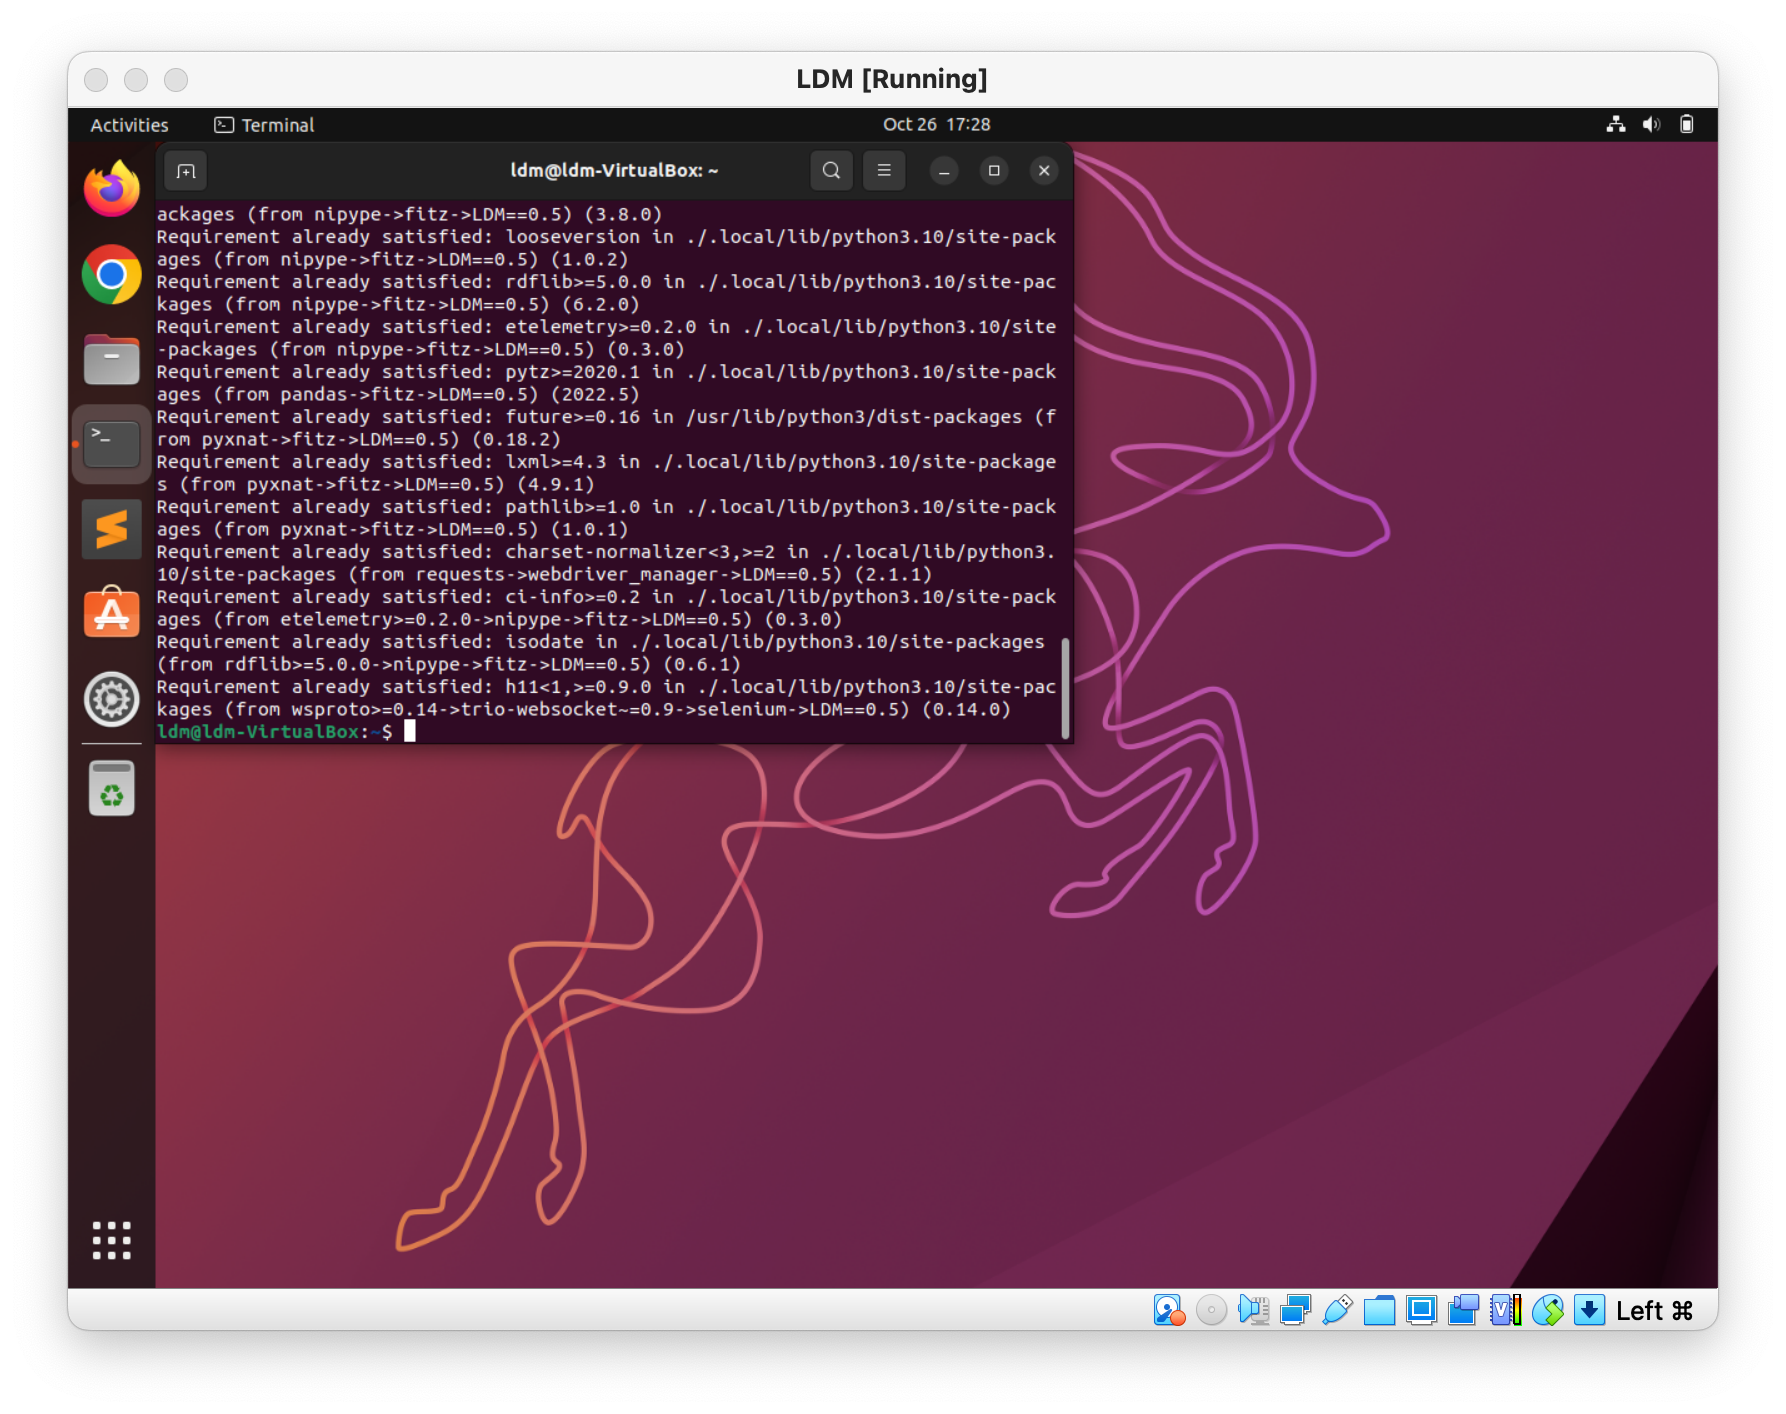 LDM [Running]
Activities
Terminal
Oct 26 17:28
ldm@ldm-VirtualBox: ~
ackages (from nipype->fitz->LDM==0.5) (3.8.0)
Requirement already satisfied: looseversion in ./.local/lib/python3.10/site-pack
ages (from nipype->fitz->LDM==0.5) (1.0.2)
Requirement already satisfied: rdflib>=5.0.0 in ./.local/lib/python3.10/site-pac
kages (from nipype->fitz->LDM==0.5) (6.2.0)
Requirement already satisfied: etelemetry>=0.2.0 in ./.local/lib/python3.10/site
-packages (from nipype->fitz->LDM==0.5) (0.3.0)
Requirement already satisfied: pytz>=2020.1 in ./.local/lib/python3.10/site-pack
ages (from pandas->fitz->LDM==0.5) (2022.5)
Requirement already satisfied: future>=0.16 in /usr/lib/python3/dist-packages (f
rom pyxnat->fitz->LDM==0.5) (0.18.2)
Requirement already satisfied: lxml>=4.3 in ./.local/lib/python3.10/site-package
s (from pyxnat->fitz->LDM==0.5) (4.9.1)
Requirement already satisfied: pathlib>=1.0 in ./.local/lib/python3.10/site-pack
ages (from pyxnat->fitz->LDM==0.5) (1.0.1)
Requirement already satisfied: charset-normalizer<3,>=2 in ./.local/lib/python3.
10/site-packages (from requests->webdriver_manager->LDM==0.5) (2.1.1)
Requirement already satisfied: ci-info>=0.2 in ./.local/lib/python3.10/site-pack
ages (from etelemetry>=0.2.0->nipype->fitz->LDM==0.5) (0.3.0)
Requirement already satisfied: isodate in ./.local/lib/python3.10/site-packages
(from rdflib>=5.0.0->nipype->fitz->LDM==0.5) (0.6.1)
Requirement already satisfied: h11<1,>=0.9.0 in ./.local/lib/python3.10/site-pac
kages (from wsproto>=0.14->trio-websocket~=0.9->selenium->LDM==0.5) (0.14.0)
ldm@ldm-VirtualBox:~$
Left ⌘